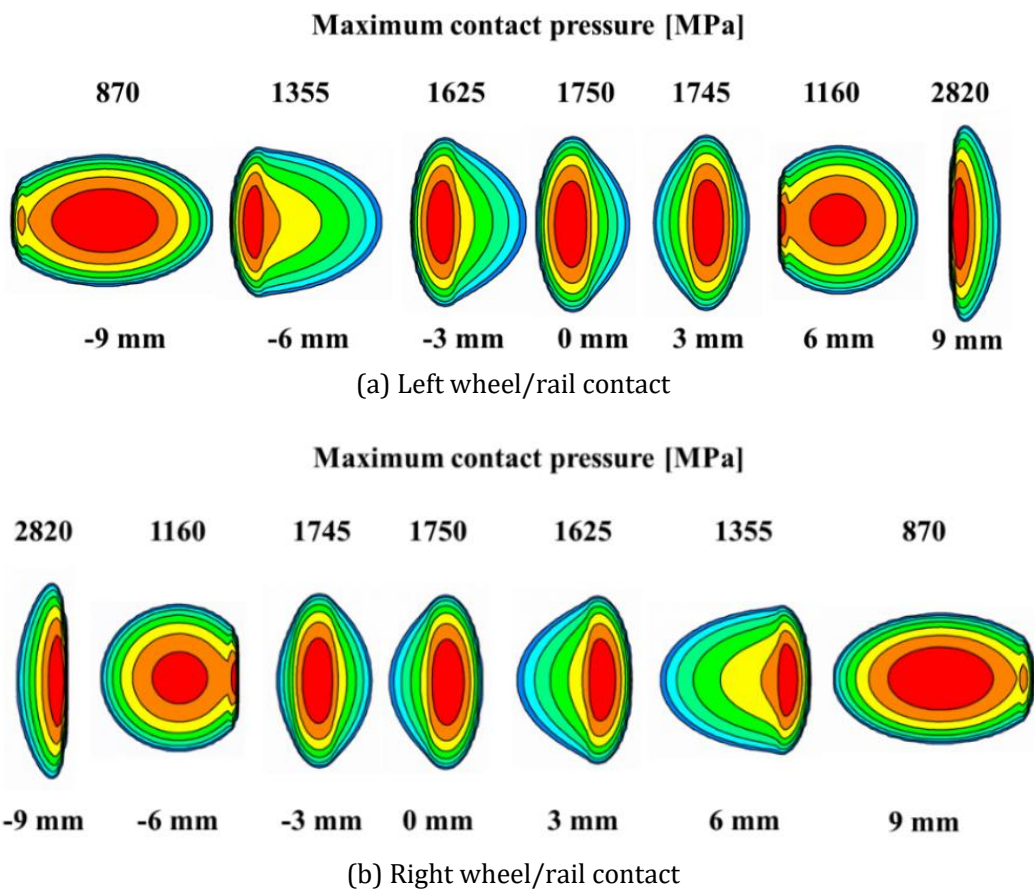 Maximum contact pressure [MPa]
870 1355 1625 1750 1745 1160 2820
-9 mm -6 mm -3 mm 0 mm 3 mm 6 mm 9 mm
(a) Left wheel/rail contact
Maximum contact pressure [MPa]
2820 1160 1745 1750 1625 1355 870
-9 mm -6 mm -3 mm 0 mm 3 mm 6 mm 9 mm
(b) Right wheel/rail contact